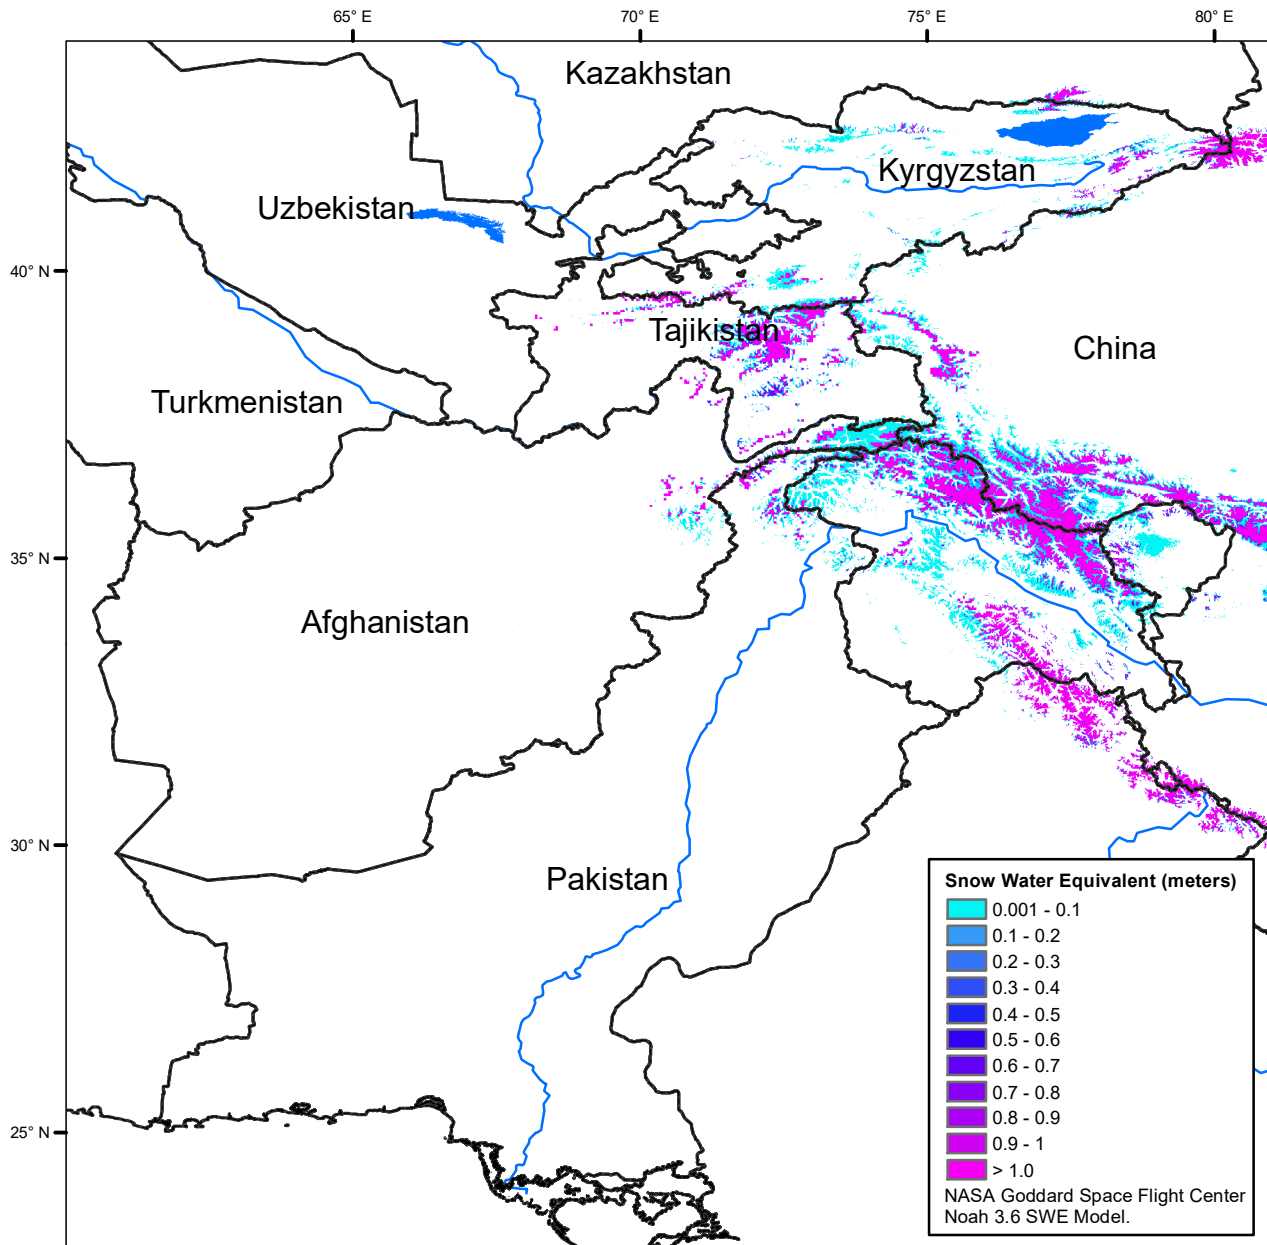 65° E
70° E
75° E
80° E
Kazakhstan
Kyrgyzstan
Uzbekistan
40° N
Tajikistan
China
Turkmenistan
35° N
Afghanistan
30° N
Pakistan
25° N
Snow Water Equivalent (meters)
0.001 - 0.1
0.1 - 0.2
0.2 - 0.3
0.3 - 0.4
0.4 - 0.5
0.5 - 0.6
0.6 - 0.7
0.7 - 0.8
0.8 - 0.9
0.9 - 1
> 1.0
NASA Goddard Space Flight Center
Noah 3.6 SWE Model.